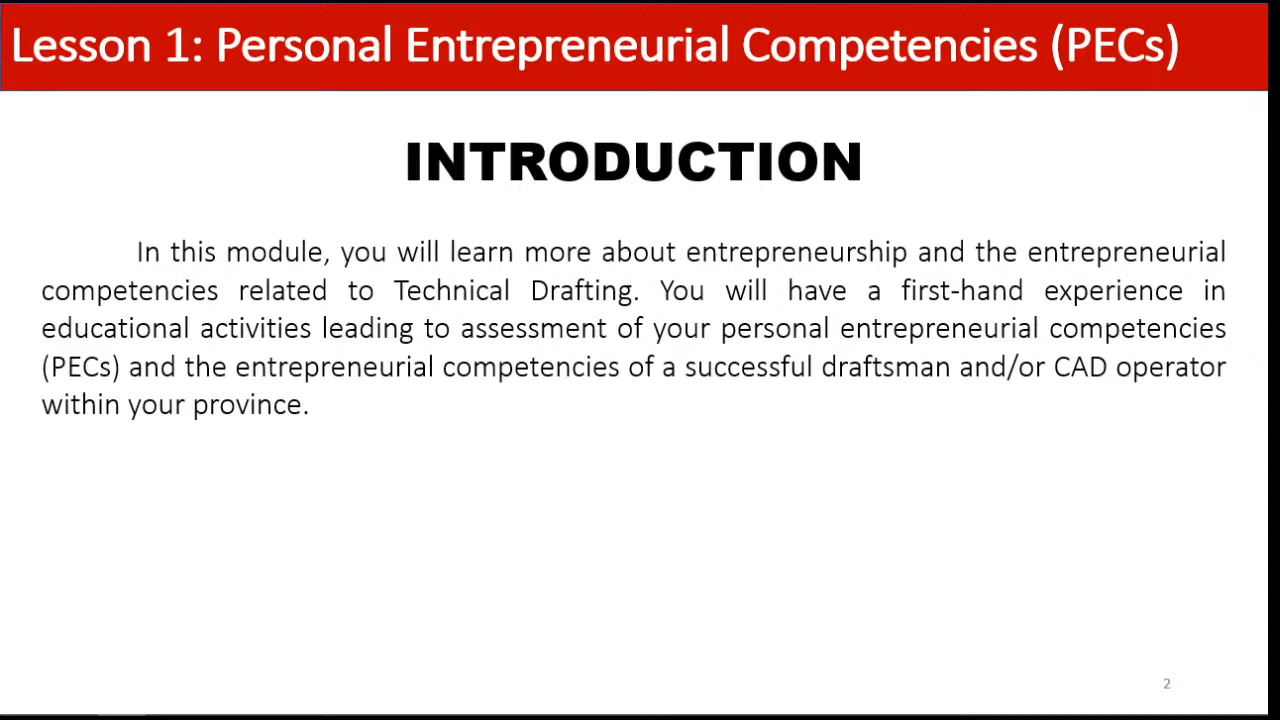 Lesson 1: Personal Entrepreneurial Competencies (PECs)
INTRODUCTION
In this module, you will learn more about entrepreneurship and the entrepreneurial
competencies related to Technical Drafting. You will have a first-hand experience in
educational activities leading to assessment of your personal entrepreneurial competencies
(PECs) and the entrepreneurial competencies of a successful draftsman and/or CAD operator
within your province.
2